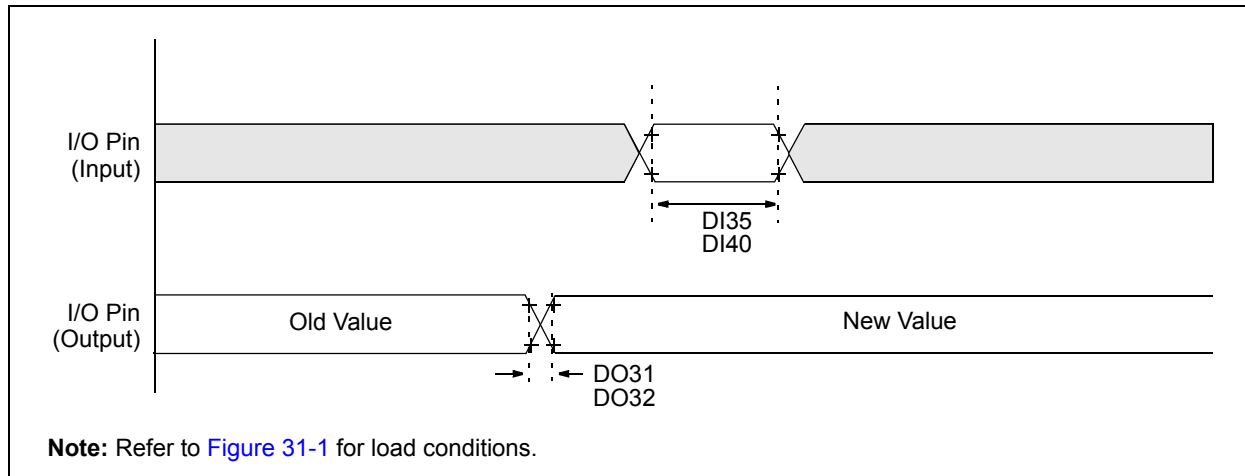 I/O Pin
(Input)
DI35
DI40
I/O Pin
(Output)
Old Value
New Value
DO31
DO32
Note: Refer to Figure 31-1 for load conditions.